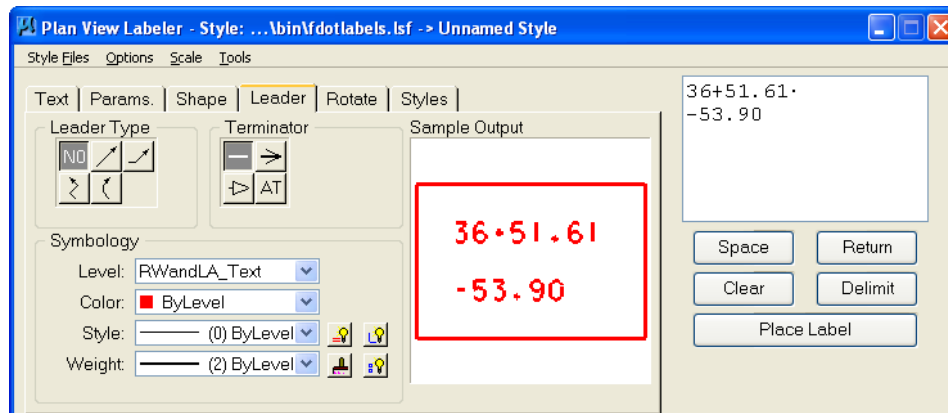 Plan View Labeler - Style: ...\bin\fdotlabels.lsf -> Unnamed Style
Style Files Options Scale Tools
Text Params. Shape Leader Rotate Styles
Leader Type
NO
Terminator
AT
Sample Output
36+51.61
-53.90
Symbology
Level: RWandLA_Text
Color: ByLevel
Style: (0) ByLevel
Weight: (2) ByLevel
36+51.61·
-53.90
Space Return
Clear Delimit
Place Label